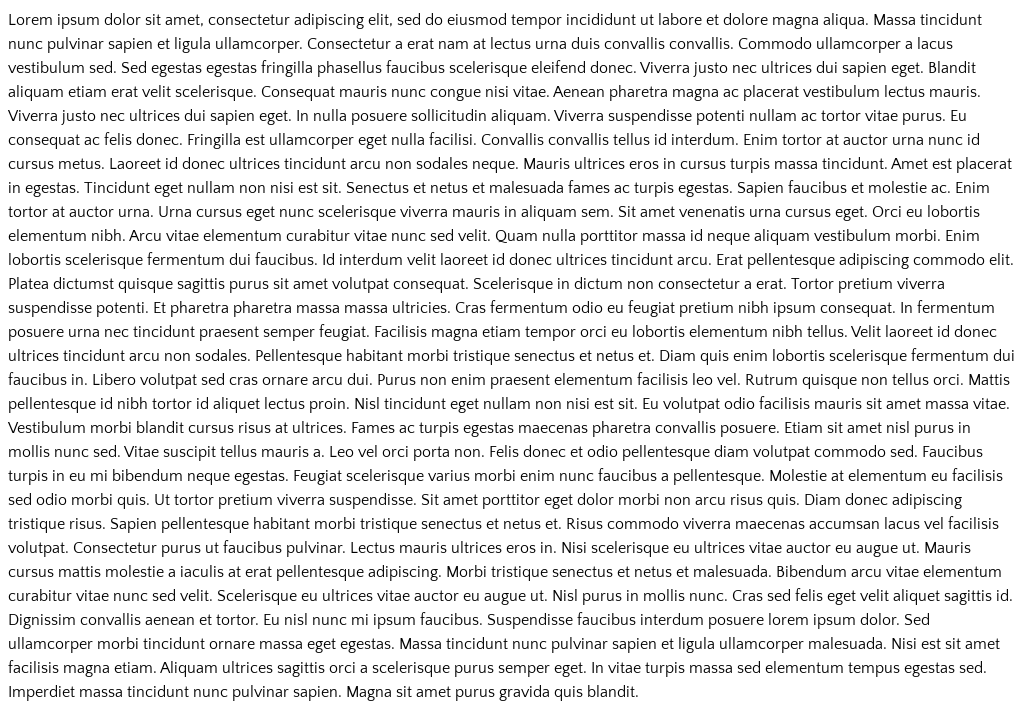 Lorem ipsum dolor sit amet, consectetur adipiscing elit, sed do eiusmod tempor incididunt ut labore et dolore magna aliqua. Massa tincidunt
nunc pulvinar sapien et ligula ullamcorper. Consectetur a erat nam at lectus urna duis convallis convallis. Commodo ullamcorper a lacus
vestibulum sed. Sed egestas egestas fringilla phasellus faucibus scelerisque eleifend donec. Viverra justo nec ultrices dui sapien eget. Blandit
aliquam etiam erat velit scelerisque. Consequat mauris nunc congue nisi vitae. Aenean pharetra magna ac placerat vestibulum lectus mauris.
Viverra justo nec ultrices dui sapien eget. In nulla posuere sollicitudin aliquam. Viverra suspendisse potenti nullam ac tortor vitae purus. Eu
consequat ac felis donec. Fringilla est ullamcorper eget nulla facilisi. Convallis convallis tellus id interdum. Enim tortor at auctor urna nunc id
cursus metus. Laoreet id donec ultrices tincidunt arcu non sodales neque. Mauris ultrices eros in cursus turpis massa tincidunt. Amet est placerat
in egestas. Tincidunt eget nullam non nisi est sit. Senectus et netus et malesuada fames ac turpis egestas. Sapien faucibus et molestie ac. Enim
tortor at auctor urna. Urna cursus eget nunc scelerisque viverra mauris in aliquam sem. Sit amet venenatis urna cursus eget. Orci eu lobortis
elementum nibh. Arcu vitae elementum curabitur vitae nunc sed velit. Quam nulla porttitor massa id neque aliquam vestibulum morbi. Enim
lobortis scelerisque fermentum dui faucibus. Id interdum velit laoreet id donec ultrices tincidunt arcu. Erat pellentesque adipiscing commodo elit.
Platea dictumst quisque sagittis purus sit amet volutpat consequat. Scelerisque in dictum non consectetur a erat. Tortor pretium viverra
suspendisse potenti. Et pharetra pharetra massa massa ultricies. Cras fermentum odio eu feugiat pretium nibh ipsum consequat. In fermentum
posuere urna nec tincidunt praesent semper feugiat. Facilisis magna etiam tempor orci eu lobortis elementum nibh tellus. Velit laoreet id donec
ultrices tincidunt arcu non sodales. Pellentesque habitant morbi tristique senectus et netus et. Diam quis enim lobortis scelerisque fermentum dui
faucibus in. Libero volutpat sed cras ornare arcu dui. Purus non enim praesent elementum facilisis leo vel. Rutrum quisque non tellus orci. Mattis
pellentesque id nibh tortor id aliquet lectus proin. Nisl tincidunt eget nullam non nisi est sit. Eu volutpat odio facilisis mauris sit amet massa vitae.
Vestibulum morbi blandit cursus risus at ultrices. Fames ac turpis egestas maecenas pharetra convallis posuere. Etiam sit amet nisl purus in
mollis nunc sed. Vitae suscipit tellus mauris a. Leo vel orci porta non. Felis donec et odio pellentesque diam volutpat commodo sed. Faucibus
turpis in eu mi bibendum neque egestas. Feugiat scelerisque varius morbi enim nunc faucibus a pellentesque. Molestie at elementum eu facilisis
sed odio morbi quis. Ut tortor pretium viverra suspendisse. Sit amet porttitor eget dolor morbi non arcu risus quis. Diam donec adipiscing
tristique risus. Sapien pellentesque habitant morbi tristique senectus et netus et. Risus commodo viverra maecenas accumsan lacus vel facilisis
volutpat. Consectetur purus ut faucibus pulvinar. Lectus mauris ultrices eros in. Nisi scelerisque eu ultrices vitae auctor eu augue ut. Mauris
cursus mattis molestie a iaculis at erat pellentesque adipiscing. Morbi tristique senectus et netus et malesuada. Bibendum arcu vitae elementum
curabitur vitae nunc sed velit. Scelerisque eu ultrices vitae auctor eu augue ut. Nisl purus in mollis nunc. Cras sed felis eget velit aliquet sagittis id.
Dignissim convallis aenean et tortor. Eu nisl nunc mi ipsum faucibus. Suspendisse faucibus interdum posuere lorem ipsum dolor. Sed
ullamcorper morbi tincidunt ornare massa eget egestas. Massa tincidunt nunc pulvinar sapien et ligula ullamcorper malesuada. Nisi est sit amet
facilisis magna etiam. Aliquam ultrices sagittis orci a scelerisque purus semper eget. In vitae turpis massa sed elementum tempus egestas sed.
Imperdiet massa tincidunt nunc pulvinar sapien. Magna sit amet purus gravida quis blandit.